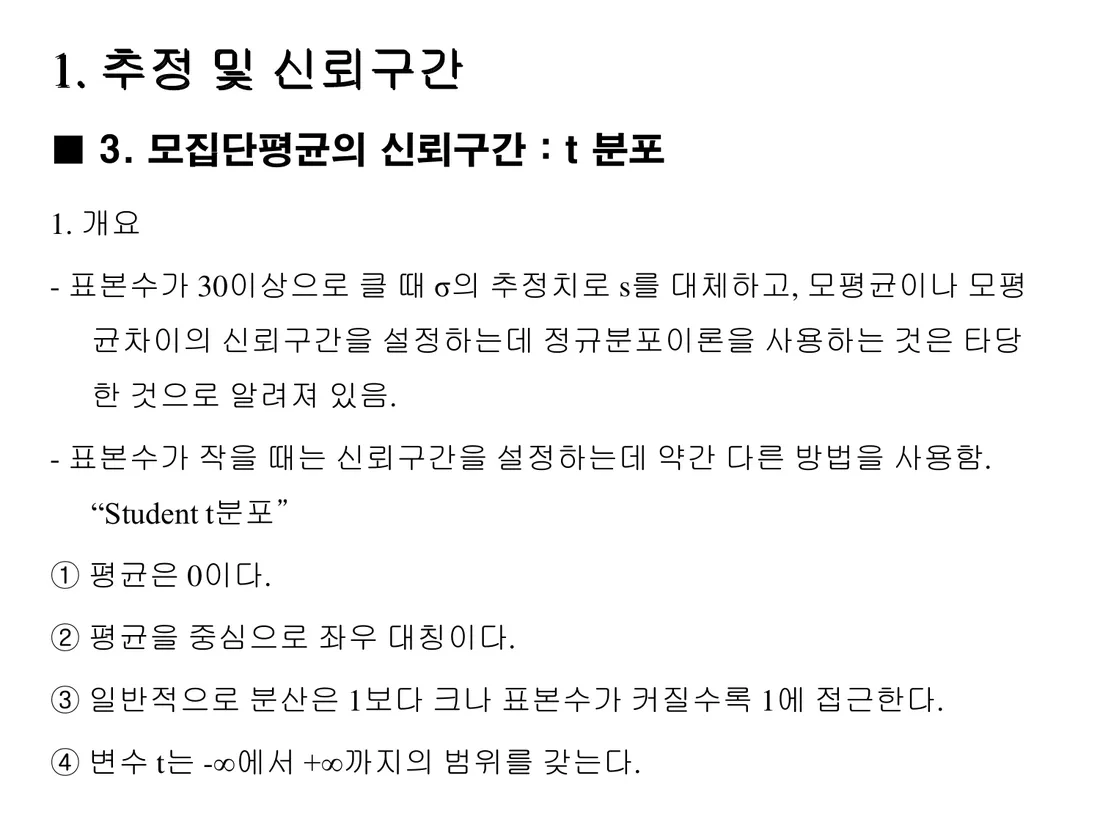 1. 추정 및 신뢰구간
■ 3. 모집단평균의 신뢰구간 : t 분포
1. 개요
- 표본수가 30이상으로 클 때 σ의 추정치로 s를 대체하고, 모평균이나 모평
균차이의 신뢰구간을 설정하는데 정규분포이론을 사용하는 것은 타당
한 것으로 알려져 있음.
- 표본수가 작을 때는 신뢰구간을 설정하는데 약간 다른 방법을 사용함.
“Student t분포”
① 평균은 0이다.
② 평균을 중심으로 좌우 대칭이다.
③ 일반적으로 분산은 1보다 크나 표본수가 커질수록 1에 접근한다.
④ 변수 t는 -∞에서 +∞까지의 범위를 갖는다.